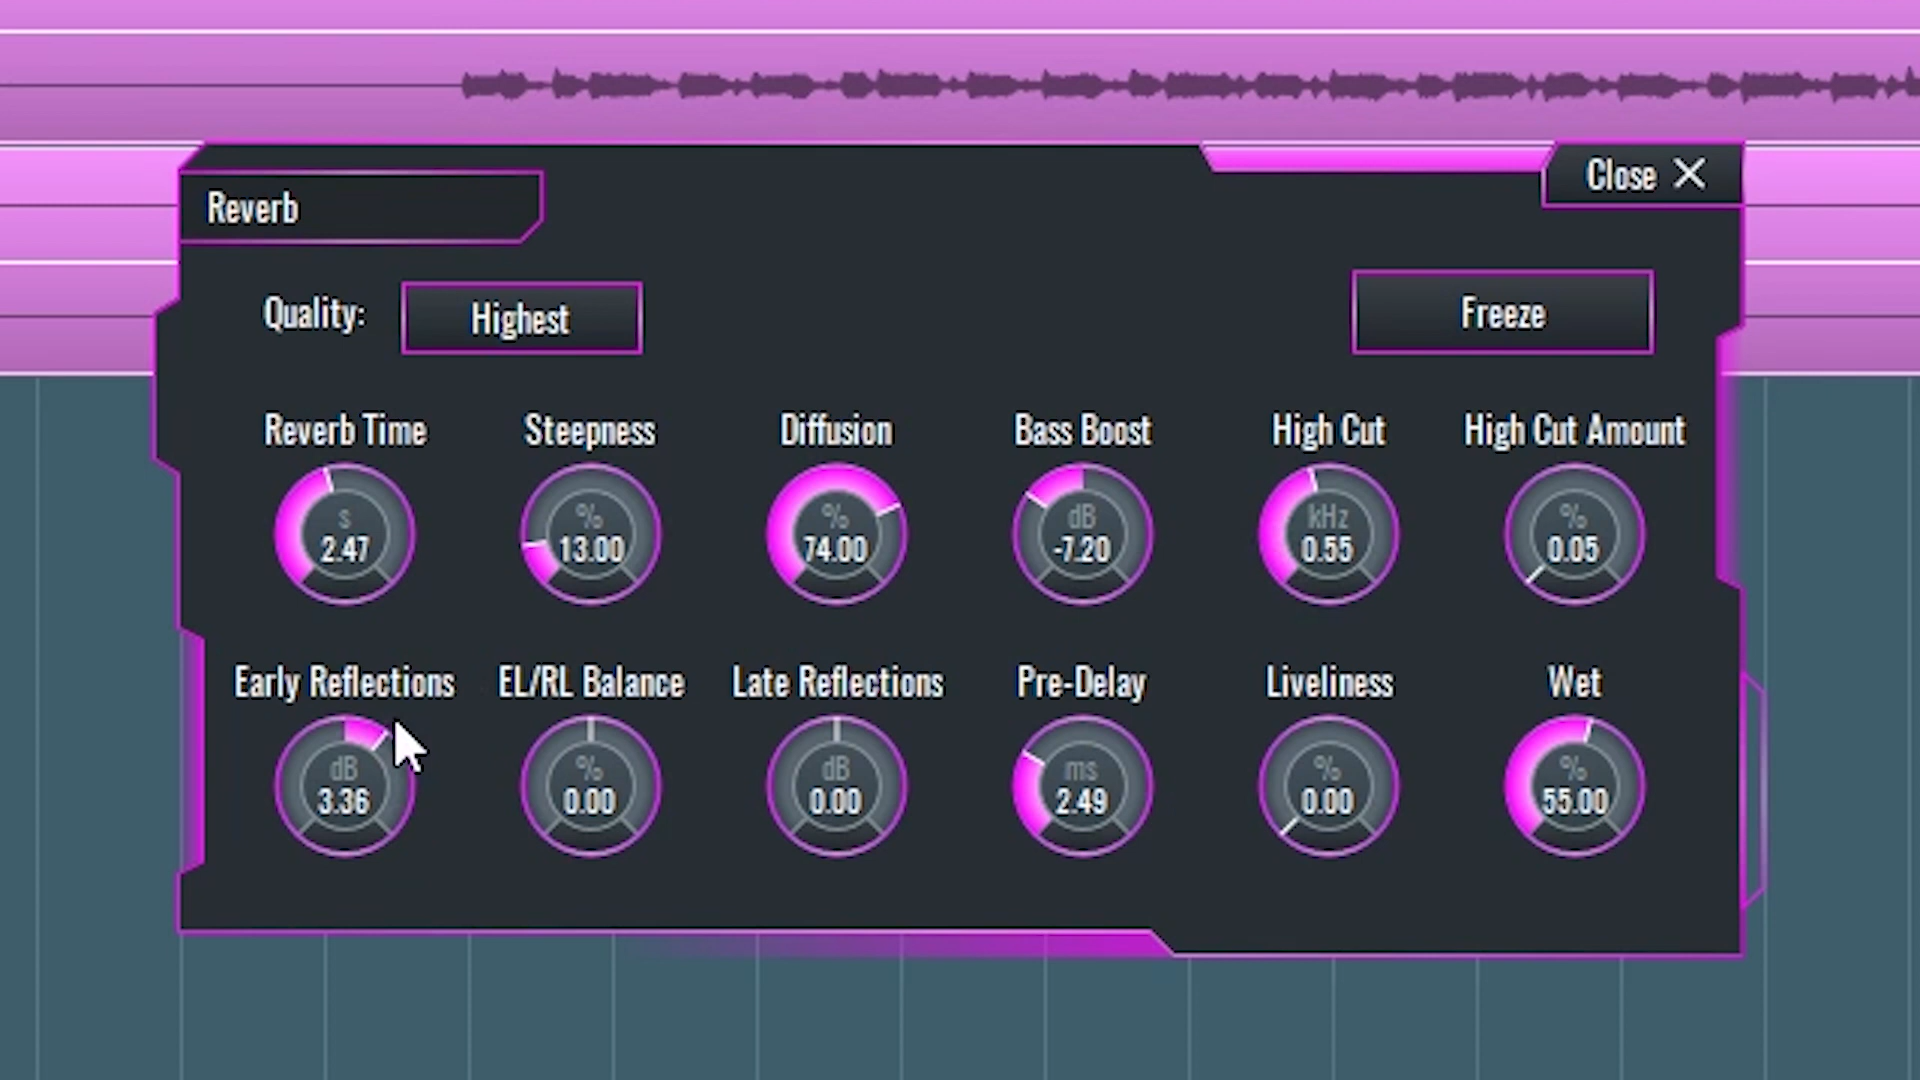 Reverb
Close
Quality:
Highest
Freeze
Reverb Time
Steepness
Diffusion
Bass Boost
High Cut
High Cut Amount
s
%
%
dB
kHz
%
2.47
13.00
74.00
-7.20
0.55
0.05
Early Reflections
EL/RL Balance
Late Reflections
Pre-Delay
Liveliness
Wet
dB
%
dB
ms
%
%
3.36
0.00
0.00
2.49
0.00
55.00